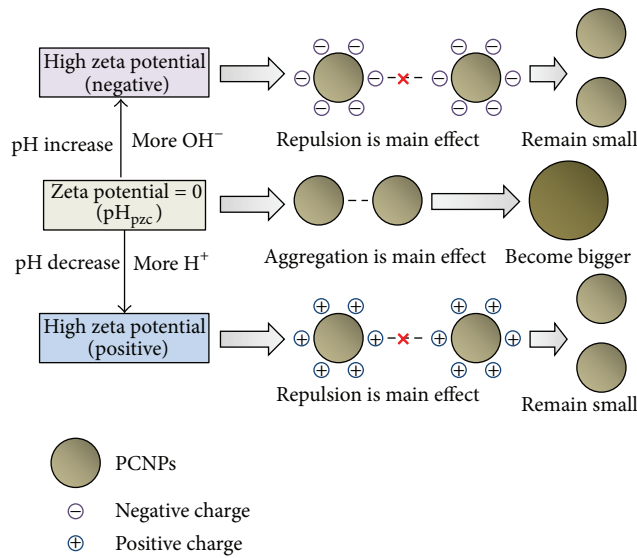 High zeta potential
(negative)
Repulsion is main effect
Remain small
pH increase
More OH⁻
Zeta potential = 0
(pH_pzc)
Aggregation is main effect
Become bigger
pH decrease
More H⁺
High zeta potential
(positive)
Repulsion is main effect
Remain small
PCNPs
Negative charge
Positive charge